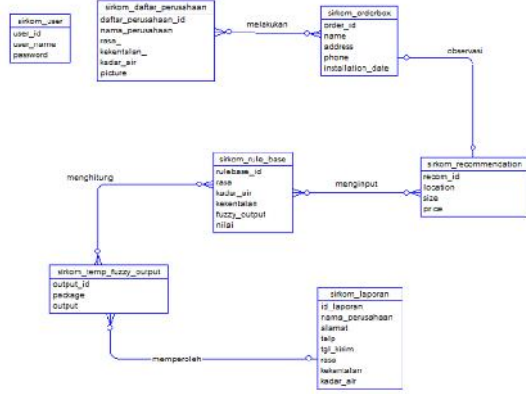 sirkom_user
user_id
user_name
password
sirkom_daftar_perusahaan
daftar_perusahaan_id
nama_perusahaan
rasa_
kekentalan_
kadar_air
picture
melakukan
sirkom_orderbox
order_id
name
address
phone
installation_date
observasi
sirkom_recommendation
recom_id
location
size
price
menginput
sirkom_rule_base
rulebase_id
rasa
kadar_air
kekentalan
fuzzy_output
nilai
menghitung
sirkom_temp_fuzzy_output
output_id
package
output
memperoleh
sirkom_laporan
id_laporan
nama_perusahaan
alamat
telp
tgl_kirim
rasa
kekentalan
kadar_air